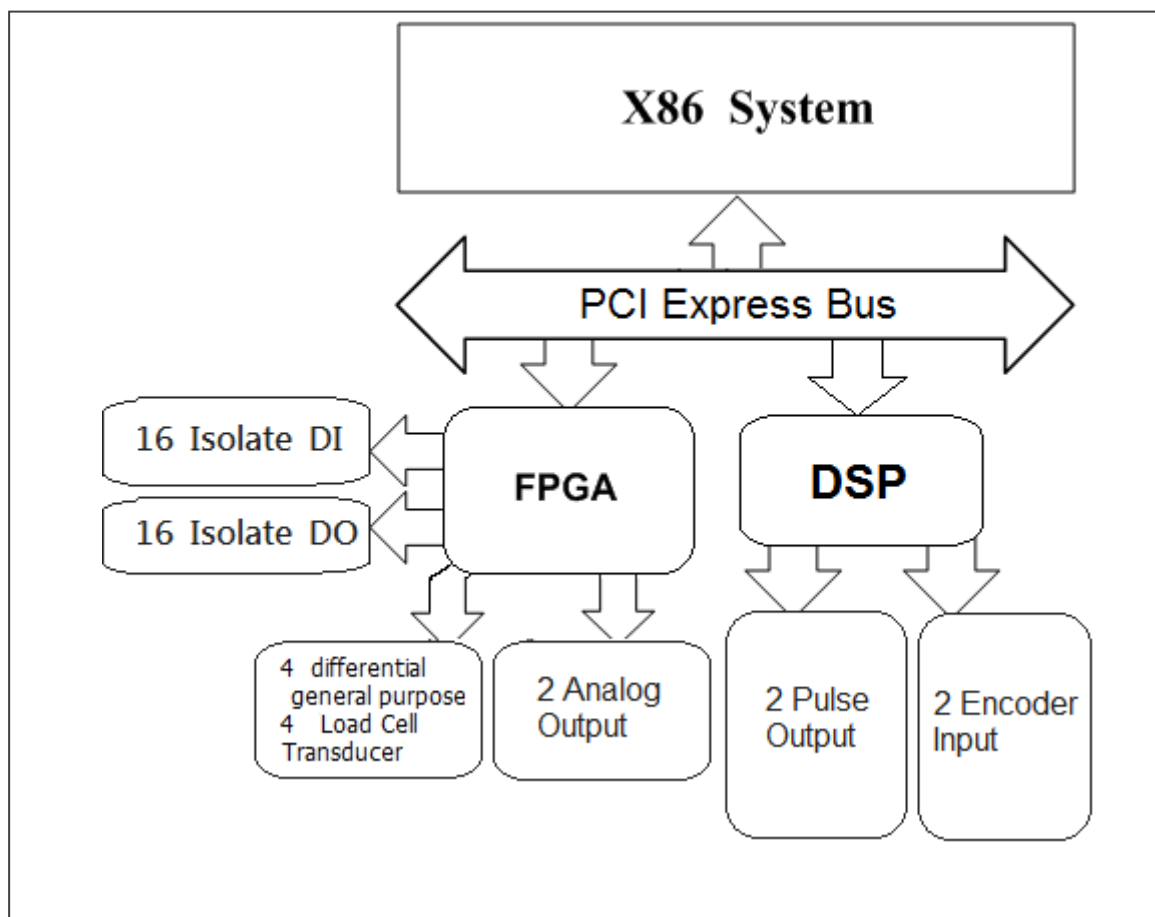 X86 System
PCI Express Bus
16 Isolate DI
FPGA
DSP
16 Isolate DO
4 differential
general purpose
4 Load Cell
Transducer
2 Analog
Output
2 Pulse
Output
2 Encoder
Input